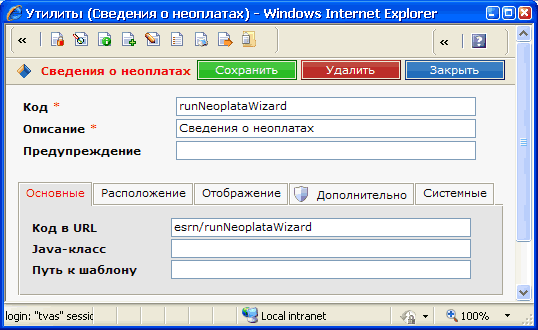 Утилиты (Сведения о неоплатах) - Windows Internet Explorer
« «
Сведения о неоплатах Сохранить Удалить Закрыть
Код * runNeoplataWizard
Описание * Сведения о неоплатах
Предупреждение
Основные Расположение Отображение Дополнительно Системные
Код в URL esrn/runNeoplataWizard
Java-класс
Путь к шаблону
login: "tvas" sessic Local intranet 100%